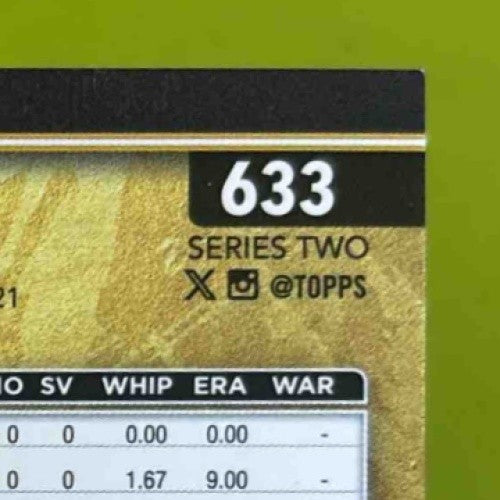 633
SERIES TWO
X @TOPPS
21
SV WHIP ERA WAR
0 0 0.00 0.00 -
0 0 1.67 9.00 -